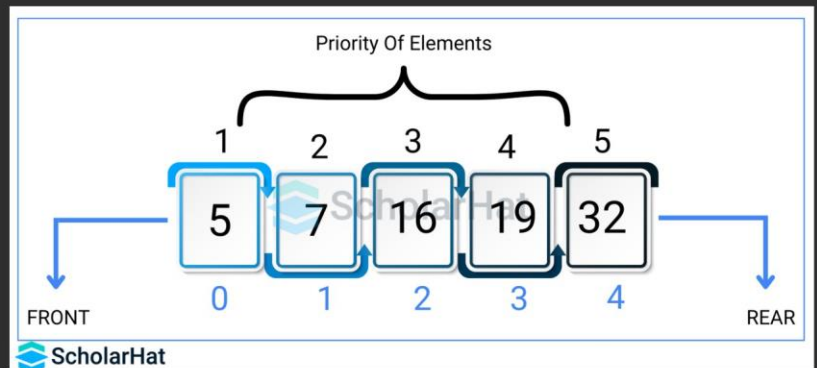 Priority Of Elements
1 2 3 4 5
5 7 16 19 32
ScholarHat
0 1 2 3 4
FRONT REAR
ScholarHat